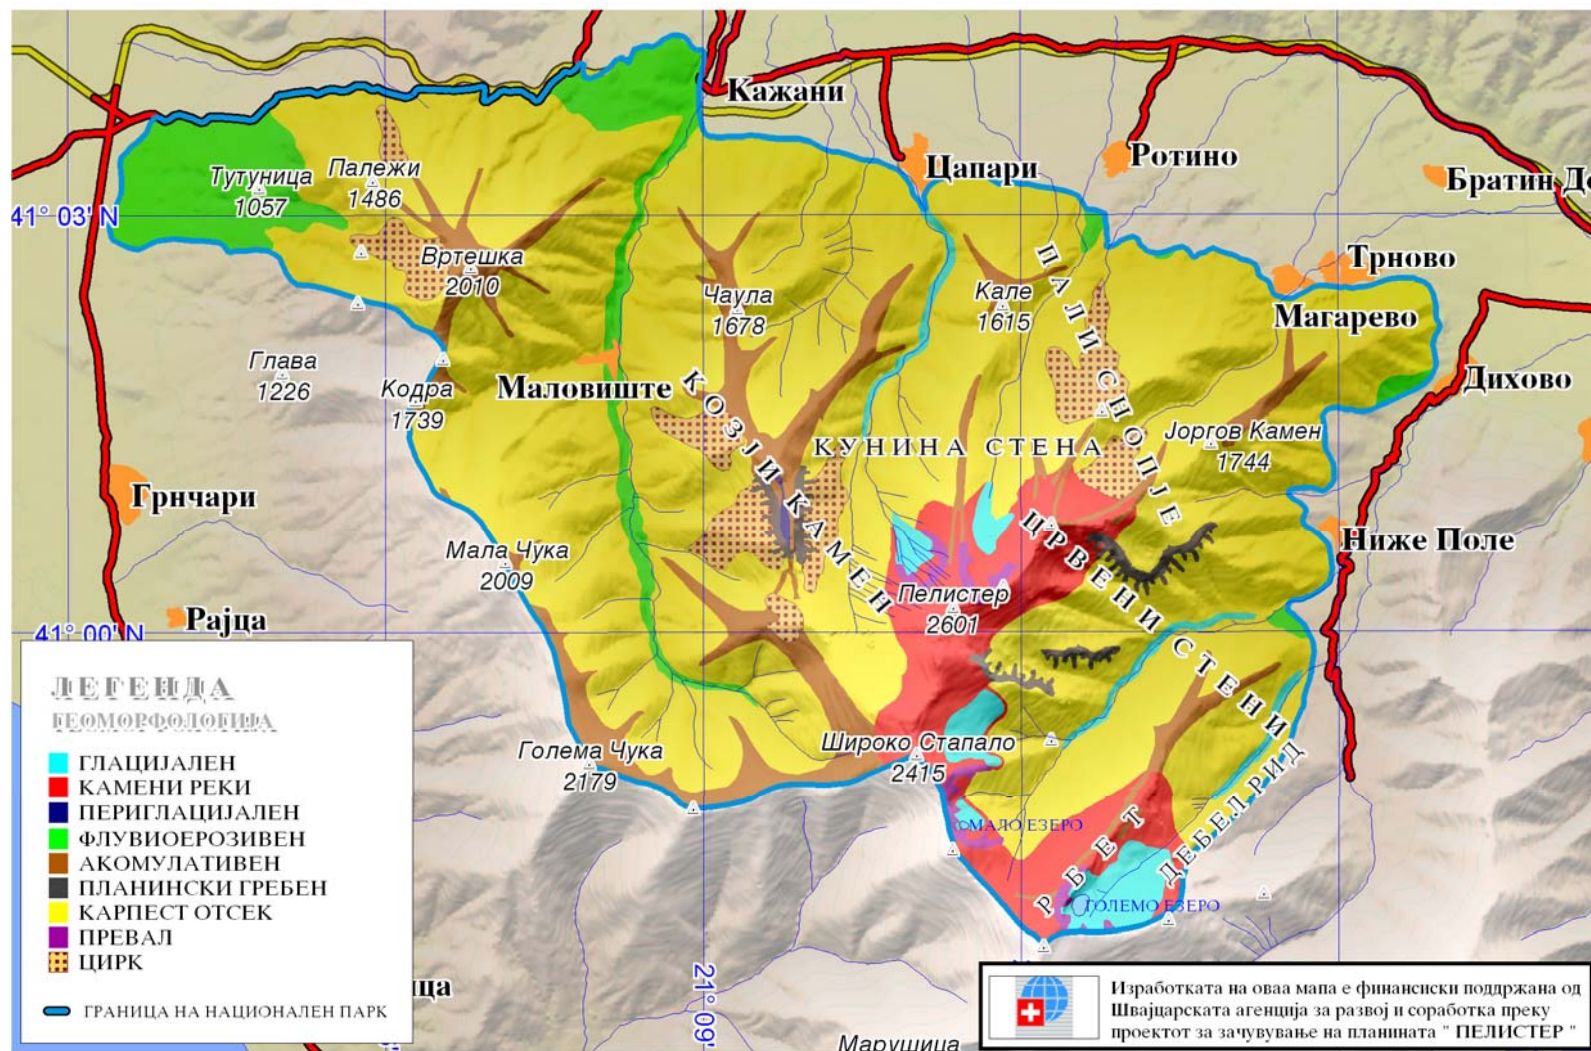 Кажани
Цапари
Ротино
Братин До
Тутуница
1057
Палежи
1486
41° 03' N
Вртешка
2010
Чаула
1678
Кале
1615
ПАЛИ СНОПЈЕ
Трново
Магарево
Дихово
Глава
1226
Кодра
1739
Маловиште
КОЗЈИ КАМЕН
КУНИНА СТЕНА
Јоргов Камен
1744
Грнчари
Мала Чука
2009
ЦРВЕНИ СТЕНИ
Ниже Поле
Пелистер
2601
Рајца
41° 00' N
Голема Чука
2179
Широко Стапало
2415
МАЛО ЕЗЕРО
РБЕТ
ДЕБЕЛ РИД
ГОЛЕМО ЕЗЕРО
ЛЕГЕНДА
ГЕОМОРФОЛОГИЈА
ГЛАЦИЈАЛЕН
КАМЕНИ РЕКИ
ПЕРИГЛАЦИЈАЛЕН
ФЛУВИОЕРОЗИВЕН
АКОМУЛАТИВЕН
ПЛАНИНСКИ ГРЕБЕН
КАРПЕСТ ОТСЕК
ПРЕВАЛ
ЦИРК
ГРАНИЦА НА НАЦИОНАЛЕН ПАРК
ица
21° 09'
Марушица
Изработката на оваа мапа е финансиски поддржана од
Швајцарската агенција за развој и соработка преку
проектот за зачувување на планината " ПЕЛИСТЕР "